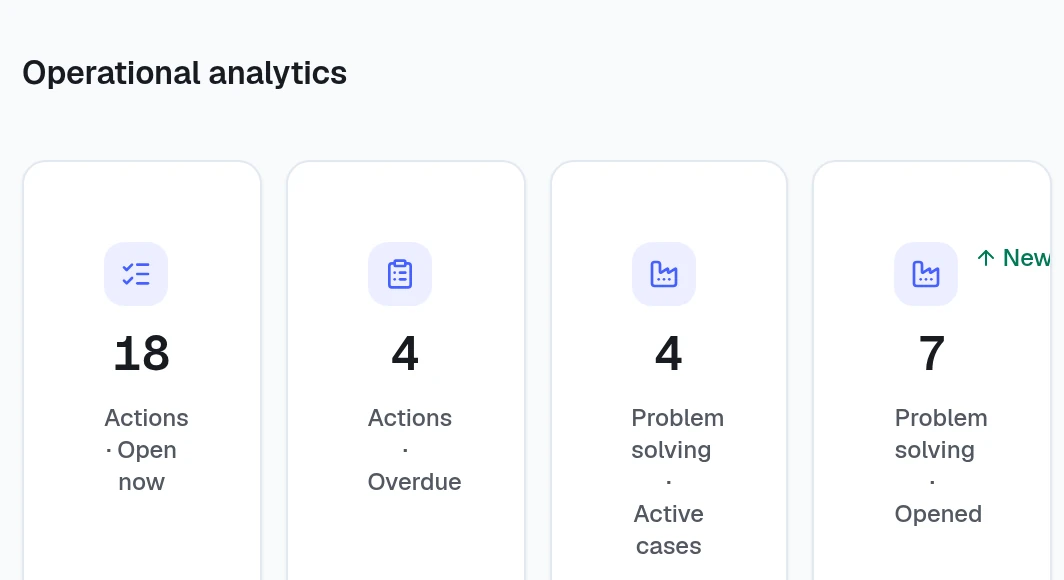 Operational analytics
↑ New
18
4
4
7
Actions
· Open
now
Actions
·
Overdue
Problem
solving
·
Active
cases
Problem
solving
·
Opened